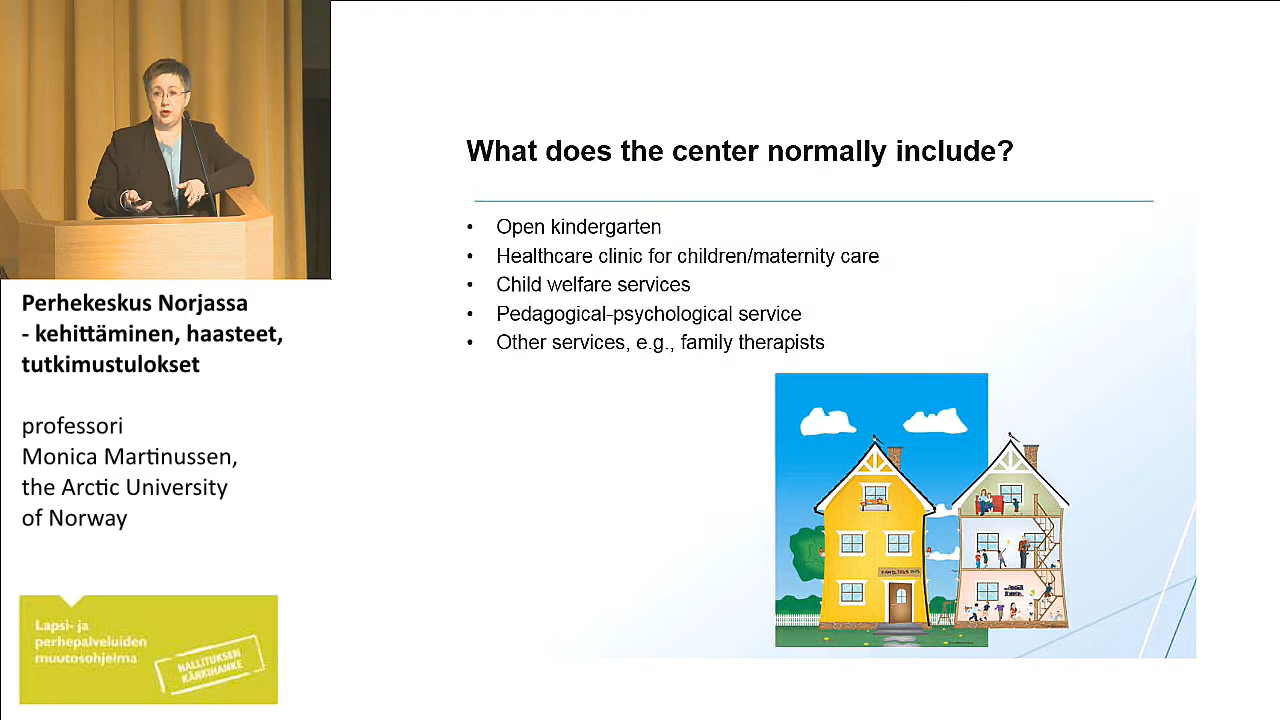 Perhekeskus Norjassa
- kehittäminen, haasteet,
tutkimustulokset
professori
Monica Martinussen,
the Arctic University
of Norway
Lapsi- ja
perhepalveluiden
muutosohjelma
HALLITUKSEN
KÄRKIHANKE
What does the center normally include?
• Open kindergarten
• Healthcare clinic for children/maternity care
• Child welfare services
• Pedagogical-psychological service
• Other services, e.g., family therapists
FAMILIENS HUS